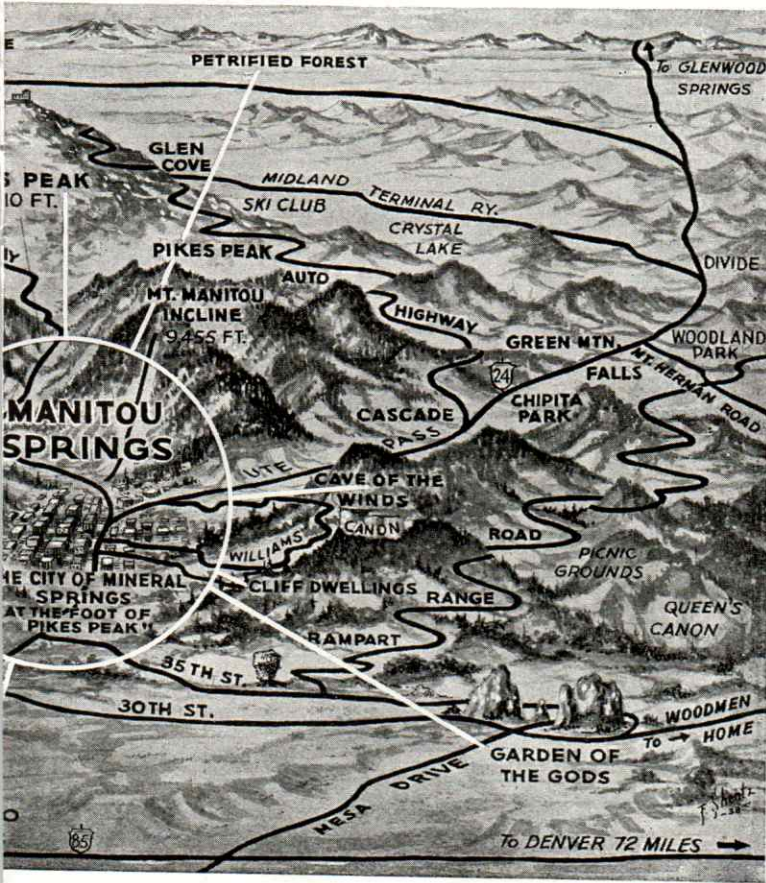 E
PETRIFIED FOREST
To GLENWOOD
SPRINGS
GLEN
COVE
S PEAK
10 FT.
MIDLAND TERMINAL RY.
SKI CLUB
CRYSTAL
LAKE
PIKES PEAK
AUTO
HIGHWAY
DIVIDE
MT. MANITOU
INCLINE
9,455 FT.
GREEN MTN.
FALLS
WOODLAND
PARK
MT. HERMAN ROAD
24
MANITOU
SPRINGS
CASCADE
CHIPITA
PARK
UTE PASS
CAVE OF THE
WINDS
WILLIAMS CANON
ROAD
PICNIC
GROUNDS
HE CITY OF MINERAL
SPRINGS
AT THE FOOT OF
PIKES PEAK"
CLIFF DWELLINGS
RANGE
QUEEN'S
CANON
RAMPART
35TH ST.
30TH ST.
WOODMEN
To → HOME
GARDEN OF
THE GODS
MESA DRIVE
O
85
To DENVER 72 MILES →